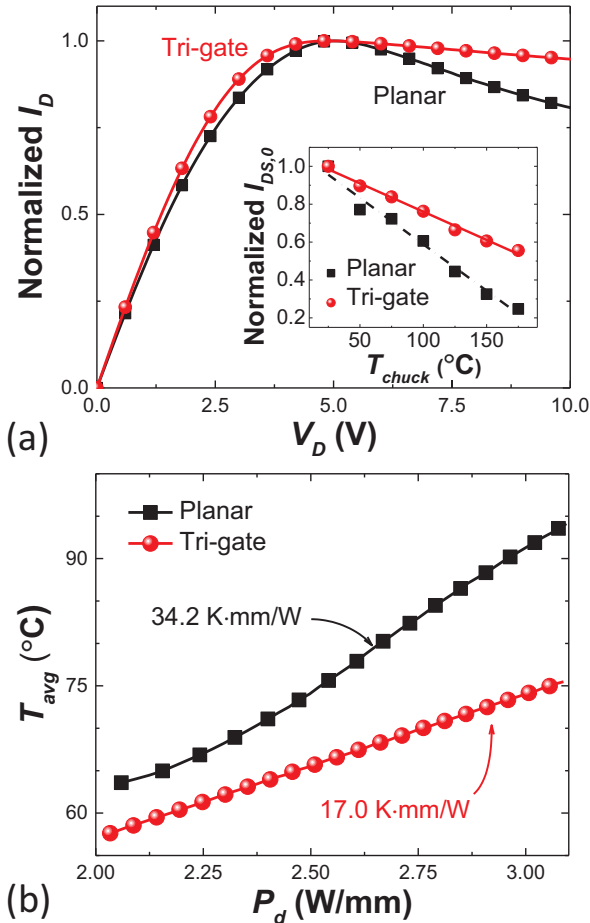 Normalized I_D
1.0
0.5
0.0
Tri-gate
Planar
Normalized I_DS,0
1.0
0.8
0.6
0.4
0.2
Planar
Tri-gate
50 100 150
T_chuck (°C)
0.0 2.5 5.0 7.5 10.0
(a)
V_D (V)
T_avg (°C)
90
75
60
Planar
Tri-gate
34.2 K·mm/W
17.0 K·mm/W
2.00 2.25 2.50 2.75 3.00
(b)
P_d (W/mm)